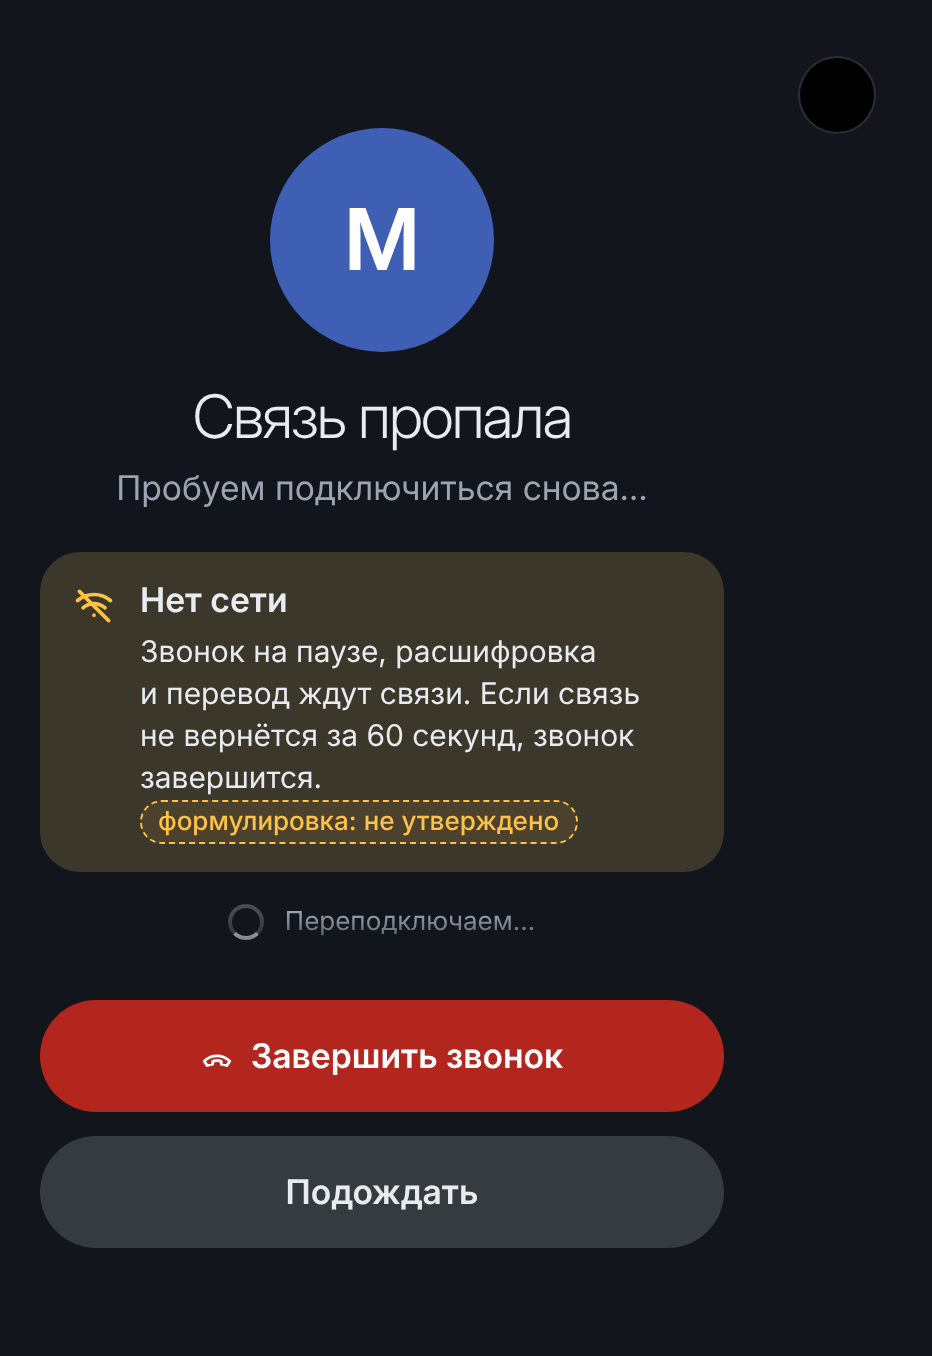 М
Связь пропала
Пробуем подключиться снова...
Нет сети
Звонок на паузе, расшифровка
и перевод ждут связи. Если связь
не вернётся за 60 секунд, звонок
завершится.
формулировка: не утверждено
Переподключаем...
Завершить звонок
Подождать